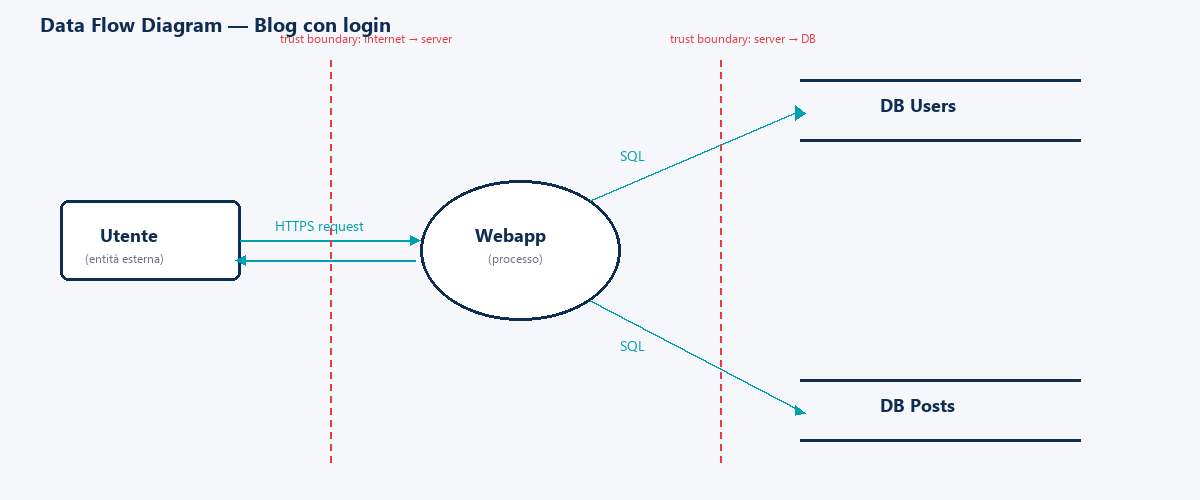 Data Flow Diagram — Blog con login
trust boundary: internet → server
trust boundary: server → DB
DB Users
SQL
HTTPS request
Utente
(entità esterna)
Webapp
(processo)
SQL
DB Posts